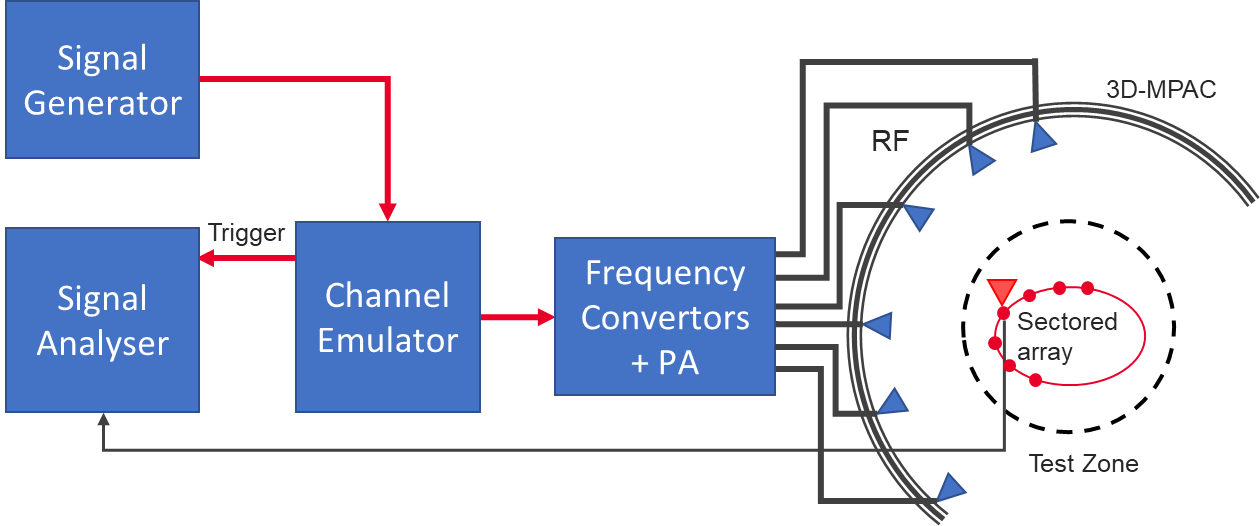 Signal
Generator
3D-MPAC
RF
Trigger
Signal
Analyser
Channel
Emulator
Frequency
Convertors
+ PA
Sectored
array
Test Zone